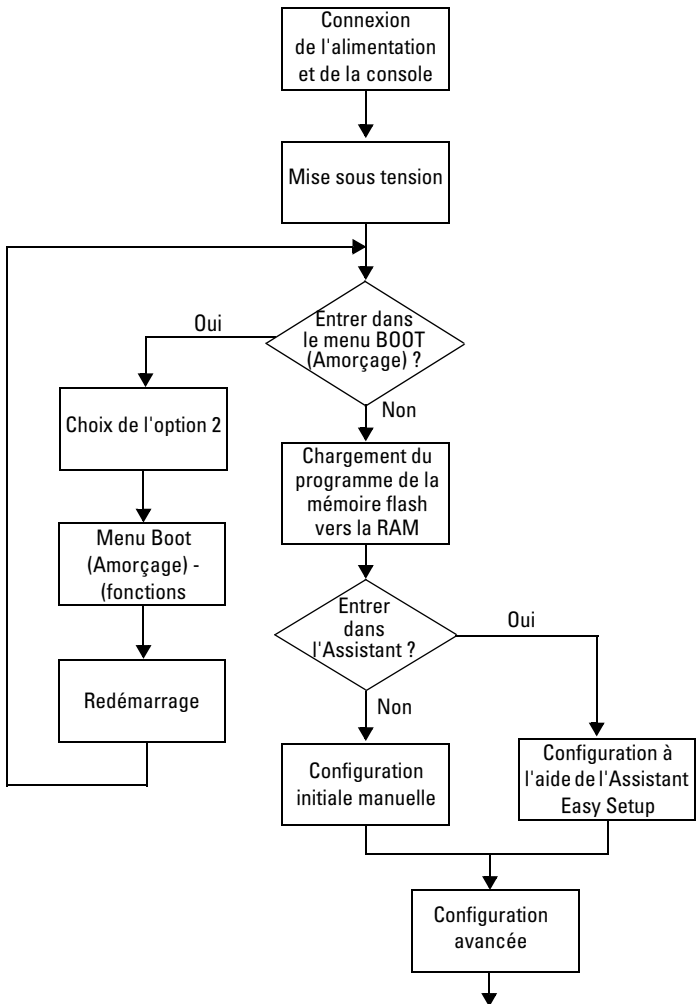 Connexion
de l'alimentation
et de la console
Mise sous tension
Entrer dans
le menu BOOT
(Amorçage) ?
Oui
Non
Choix de l'option 2
Menu Boot
(Amorçage) -
(fonctions
Redémarrage
Chargement du
programme de la
mémoire flash
vers la RAM
Entrer
dans
l'Assistant ?
Oui
Non
Configuration
initiale manuelle
Configuration à
l'aide de l'Assistant
Easy Setup
Configuration
avancée